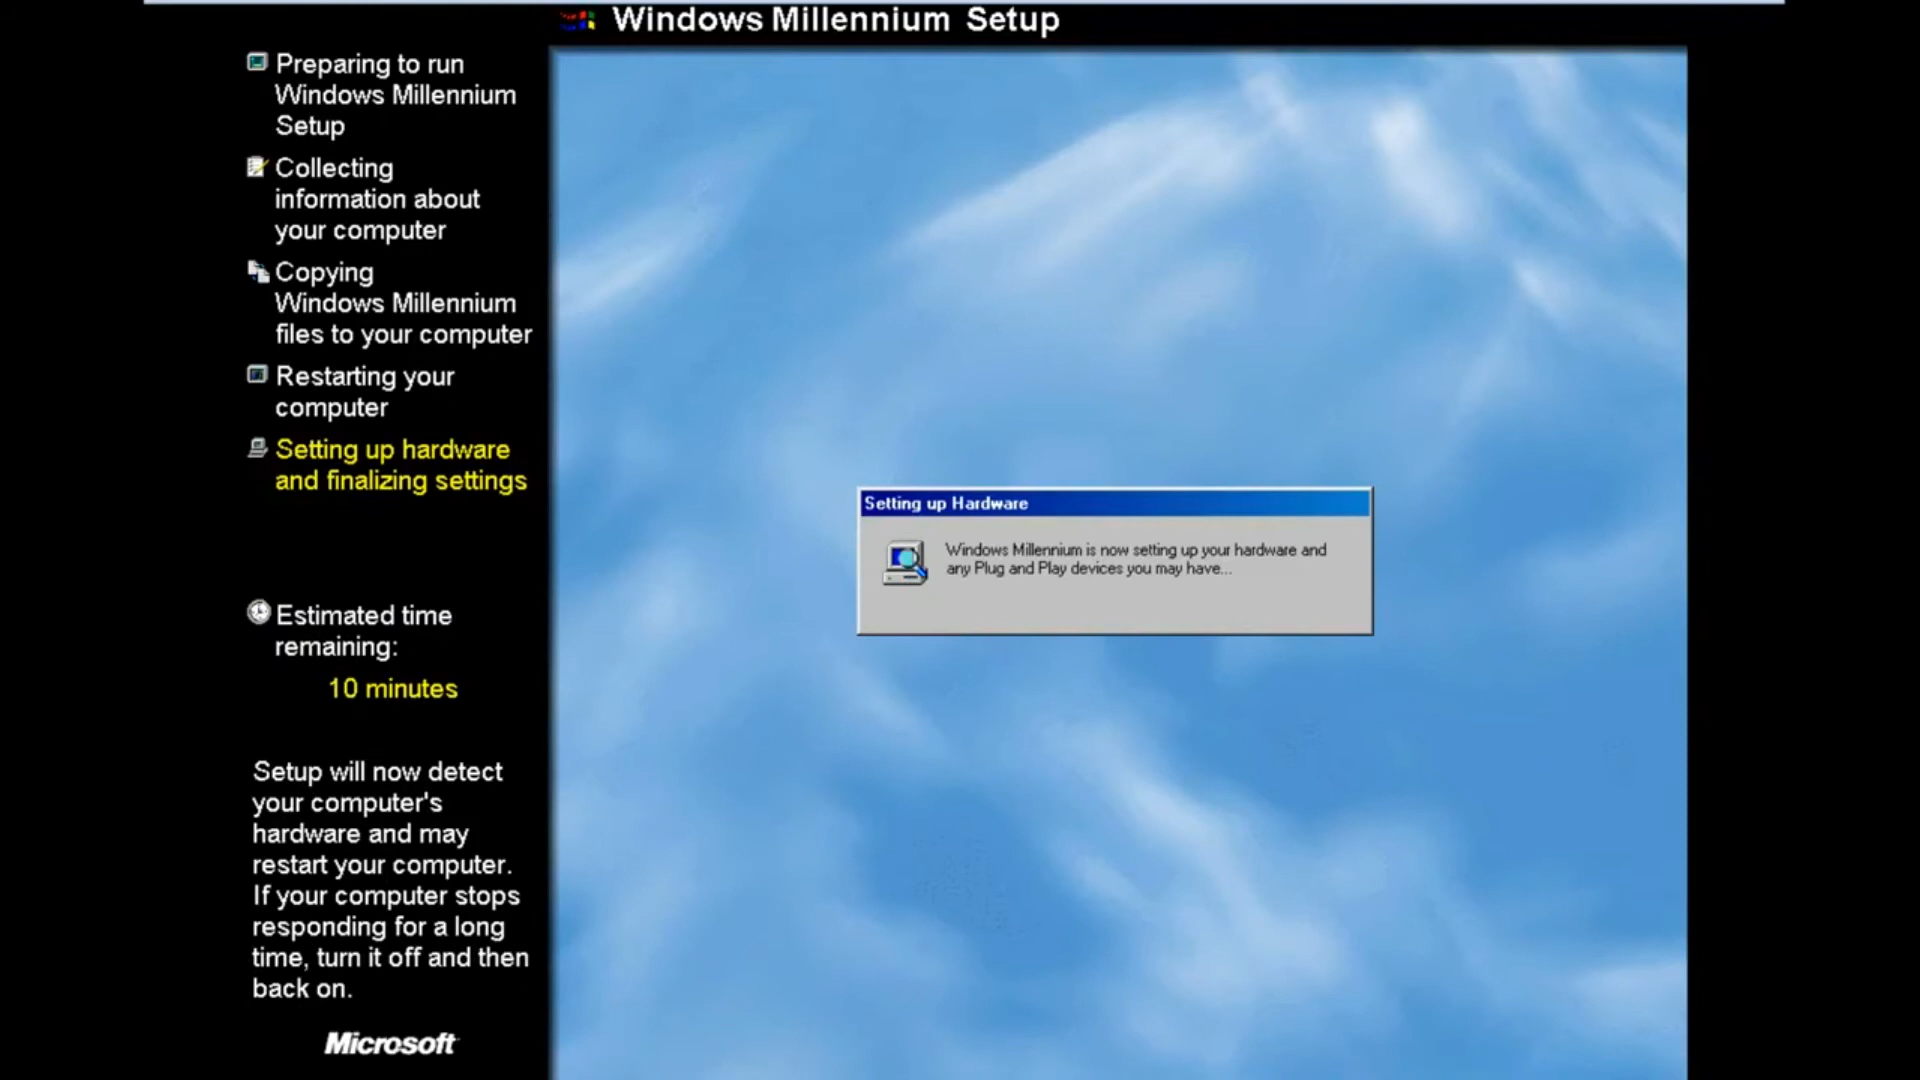 Windows Millennium Setup
Preparing to run
Windows Millennium
Setup
Collecting
information about
your computer
Copying
Windows Millennium
files to your computer
Restarting your
computer
Setting up hardware
and finalizing settings
Estimated time
remaining:
10 minutes
Setup will now detect
your computer's
hardware and may
restart your computer.
If your computer stops
responding for a long
time, turn it off and then
back on.
Microsoft
Setting up Hardware
Windows Millennium is now setting up your hardware and
any Plug and Play devices you may have...